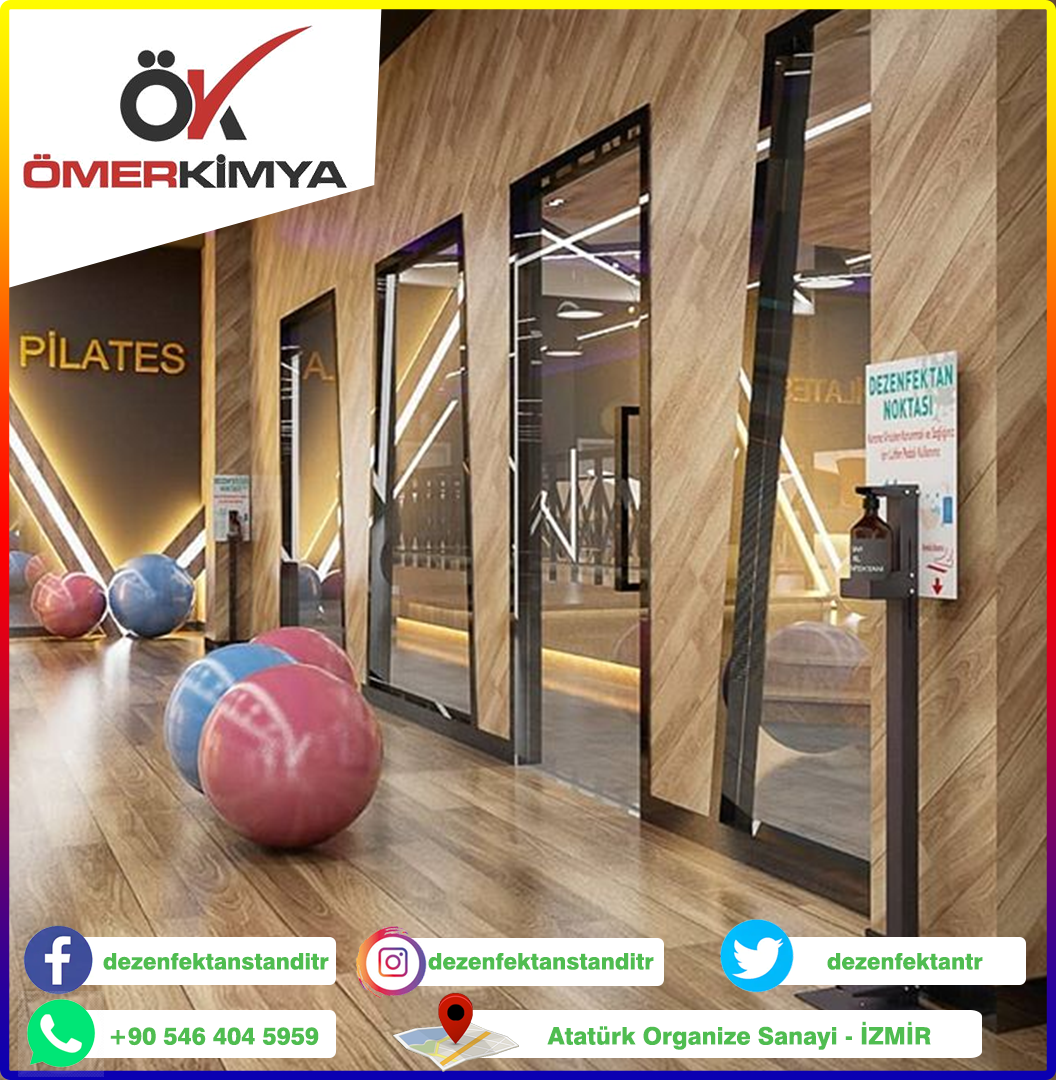 ÖK
ÖMERKİMYA
PİLATES
DEZENFEKTAN
NOKTASI
dezenfektanstanditr
dezenfektanstanditr
dezenfektantr
+90 546 404 5959
Atatürk Organize Sanayi - İZMİR